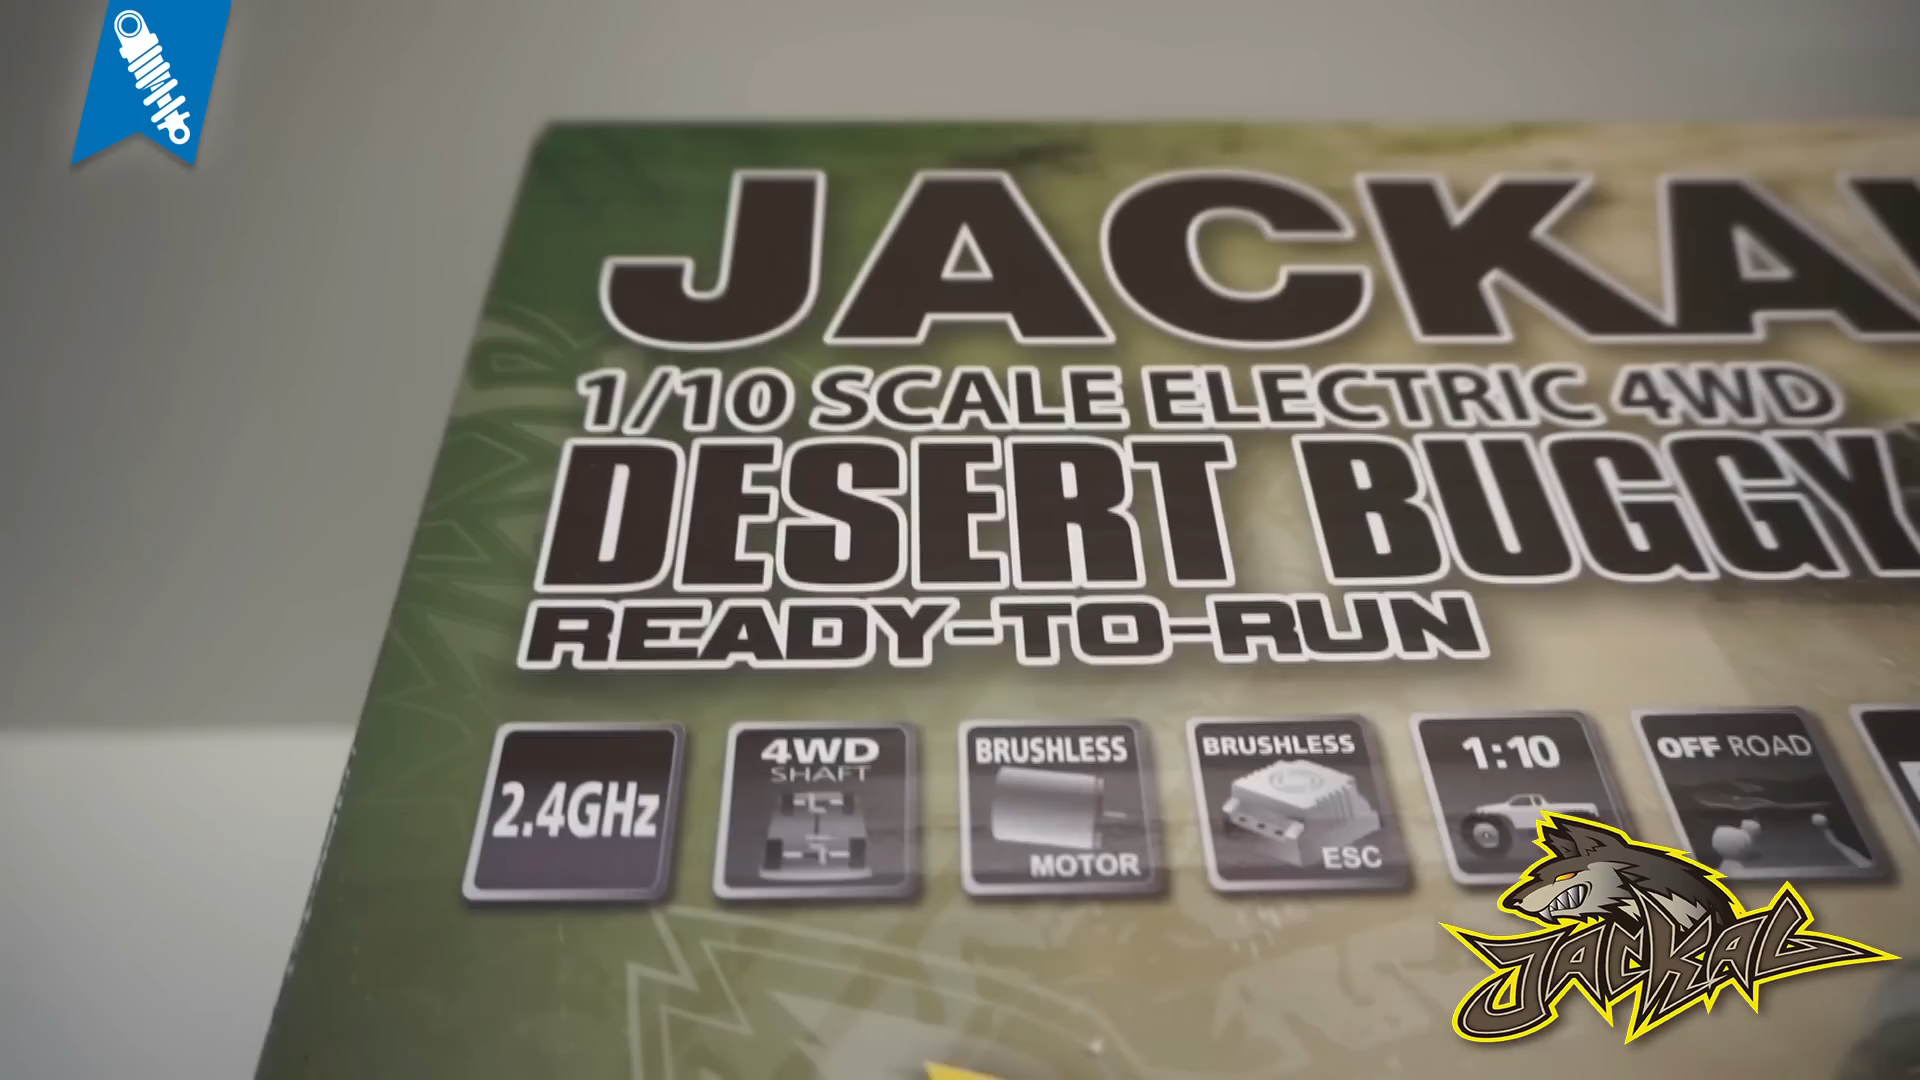 JACKA
1/10 SCALE ELECTRIC 4WD
DESERT BUGGY
READY-TO-RUN
2.4GHz
4WD
SHAFT
BRUSHLESS
MOTOR
BRUSHLESS
ESC
1:10
OFF ROAD
JACKAL